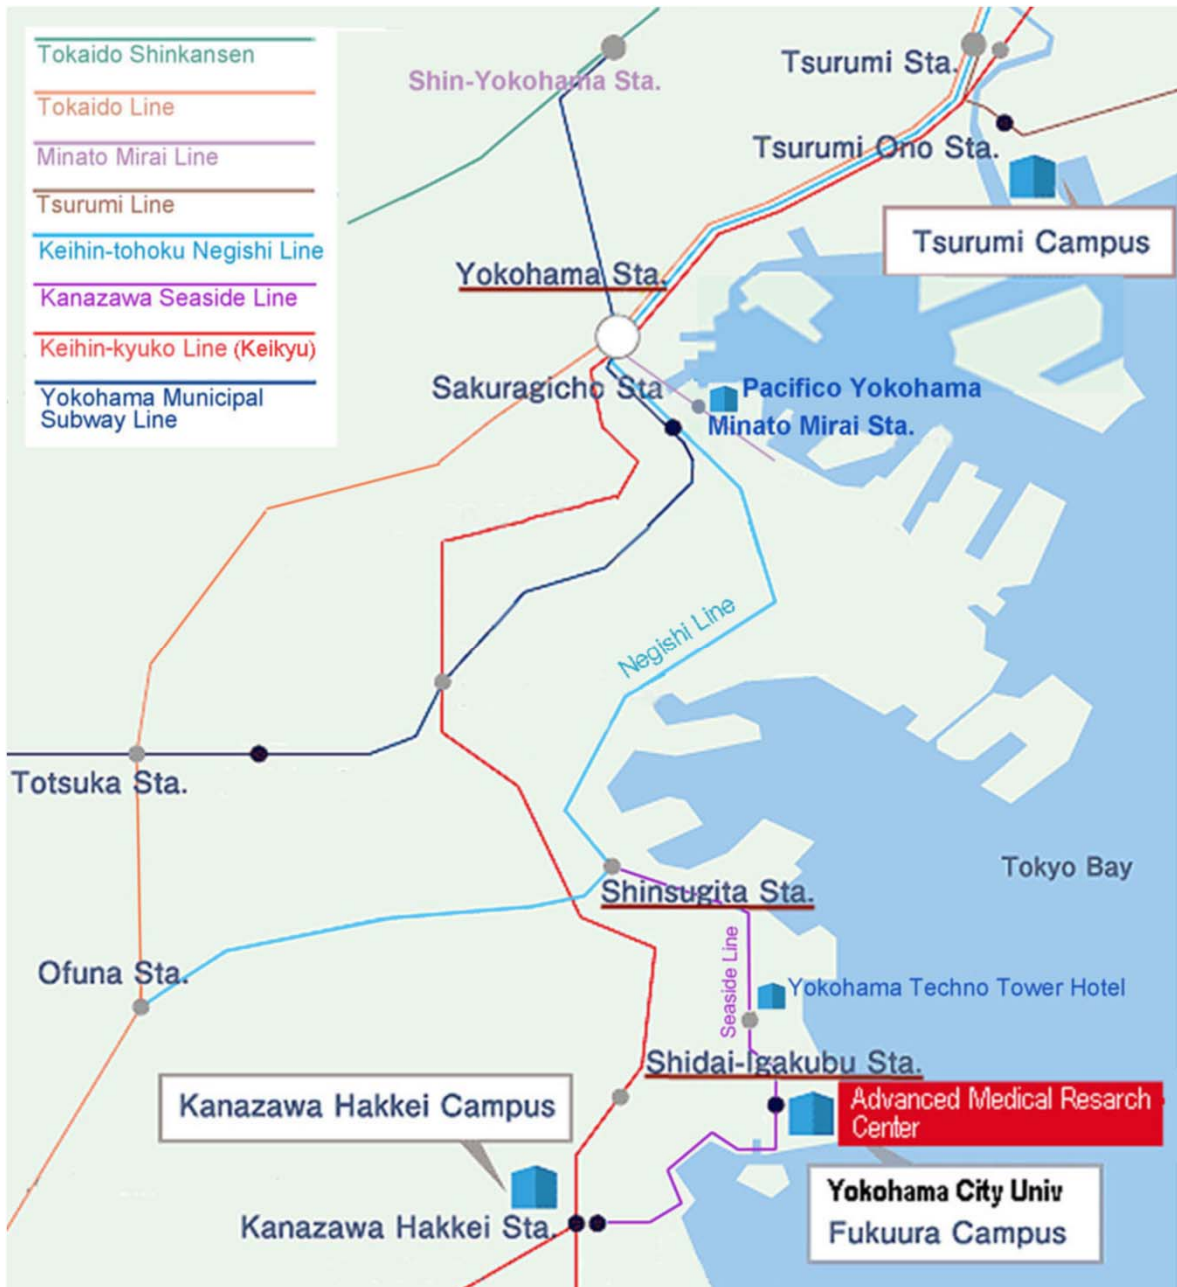 Tokaido Shinkansen
Tokaido Line
Minato Mirai Line
Tsurumi Line
Keihin-tohoku Negishi Line
Kanazawa Seaside Line
Keihin-kyuko Line (Keikyu)
Yokohama Municipal
Subway Line
Shin-Yokohama Sta.
Tsurumi Sta.
Tsurumi Ono Sta.
Tsurumi Campus
Yokohama Sta.
Sakuragicho Sta
Pacifico Yokohama
Minato Mirai Sta.
Negishi Line
Totsuka Sta.
Tokyo Bay
Shinsugita Sta.
Ofuna Sta.
Seaside Line
Yokohama Techno Tower Hotel
Shidai-Igakubu Sta.
Kanazawa Hakkei Campus
Advanced Medical Resarch
Center
Yokohama City Univ
Fukuura Campus
Kanazawa Hakkei Sta.